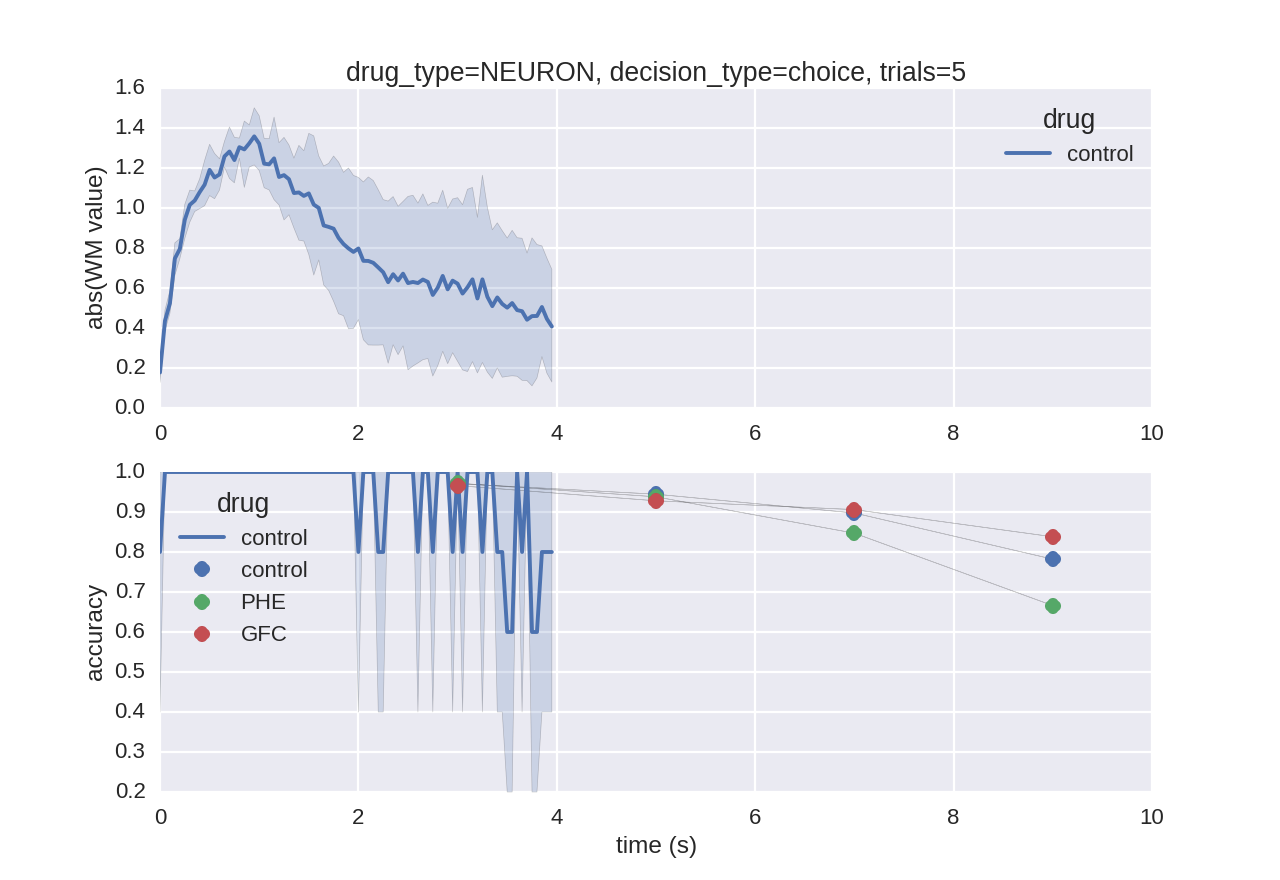 drug_type=NEURON, decision_type=choice, trials=5
1.6
1.4
1.2
1.0
0.8
0.6
0.4
0.2
0.0
abs(WM value)
drug
control
0 2 4 6 8 10
1.0
0.9
0.8
0.7
0.6
0.5
0.4
0.3
0.2
accuracy
drug
control
control
PHE
GFC
0 2 4 6 8 10
time (s)